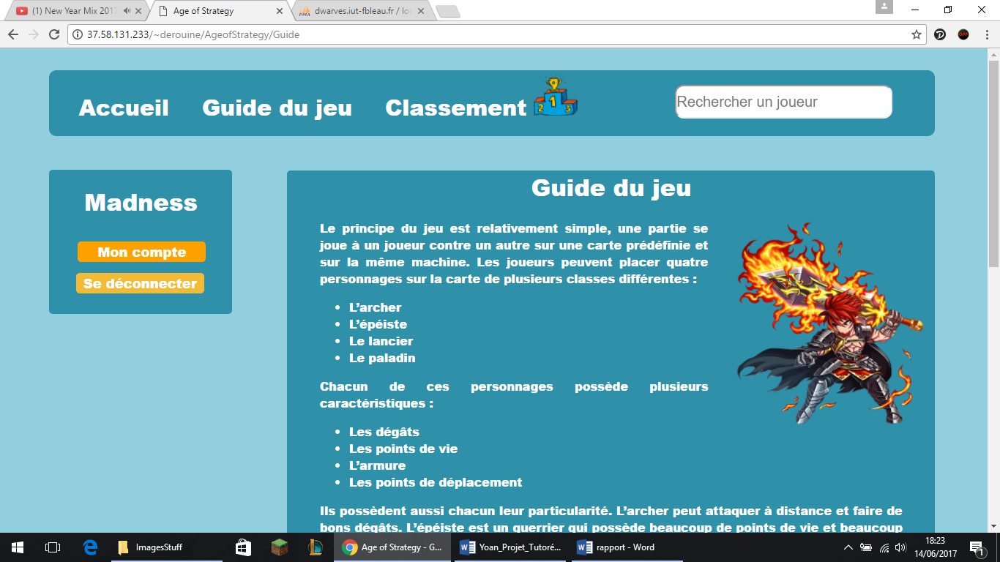 (1) New Year Mix 2017
Age of Strategy
dwarves.iut-fbleau.fr / lo
37.58.131.233/~derouine/AgeofStrategy/Guide
Accueil
Guide du jeu
Classement
2 1 3
Rechercher un joueur
Madness
Mon compte
Se déconnecter
Guide du jeu
Le principe du jeu est relativement simple, une partie se
joue à un joueur contre un autre sur une carte prédéfinie et
sur la même machine. Les joueurs peuvent placer quatre
personnages sur la carte de plusieurs classes différentes :
• L’archer
• L’épéiste
• Le lancier
• Le paladin
Chacun de ces personnages possède plusieurs
caractéristiques :
• Les dégâts
• Les points de vie
• L’armure
• Les points de déplacement
Ils possèdent aussi chacun leur particularité. L’archer peut attaquer à distance et faire de
bons dégâts. L’épéiste est un guerrier qui possède beaucoup de points de vie et beaucoup
ImagesStuff
Age of Strategy - G...
Yoan_Projet_Tutoré...
rapport - Word
18:23
14/06/2017
1